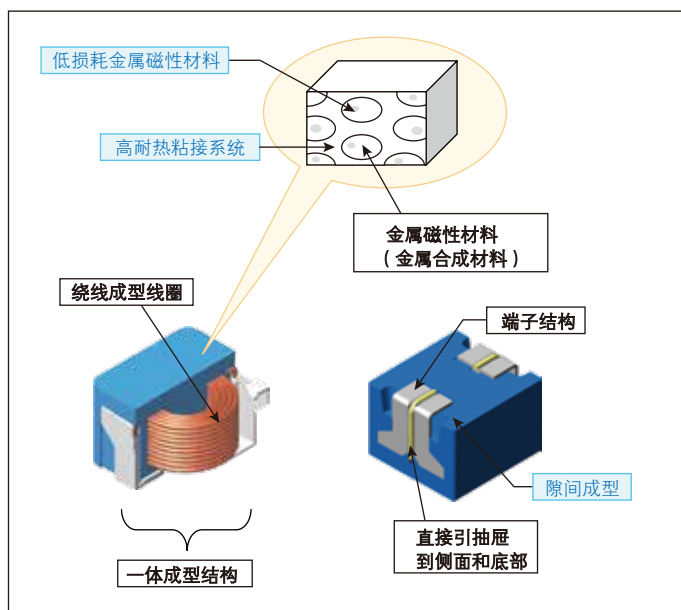 低损耗金属磁性材料
高耐热粘接系统
金属磁性材料
（金属合成材料）
绕线成型线圈
端子结构
隙间成型
直接引抽屉
到侧面和底部
一体成型结构